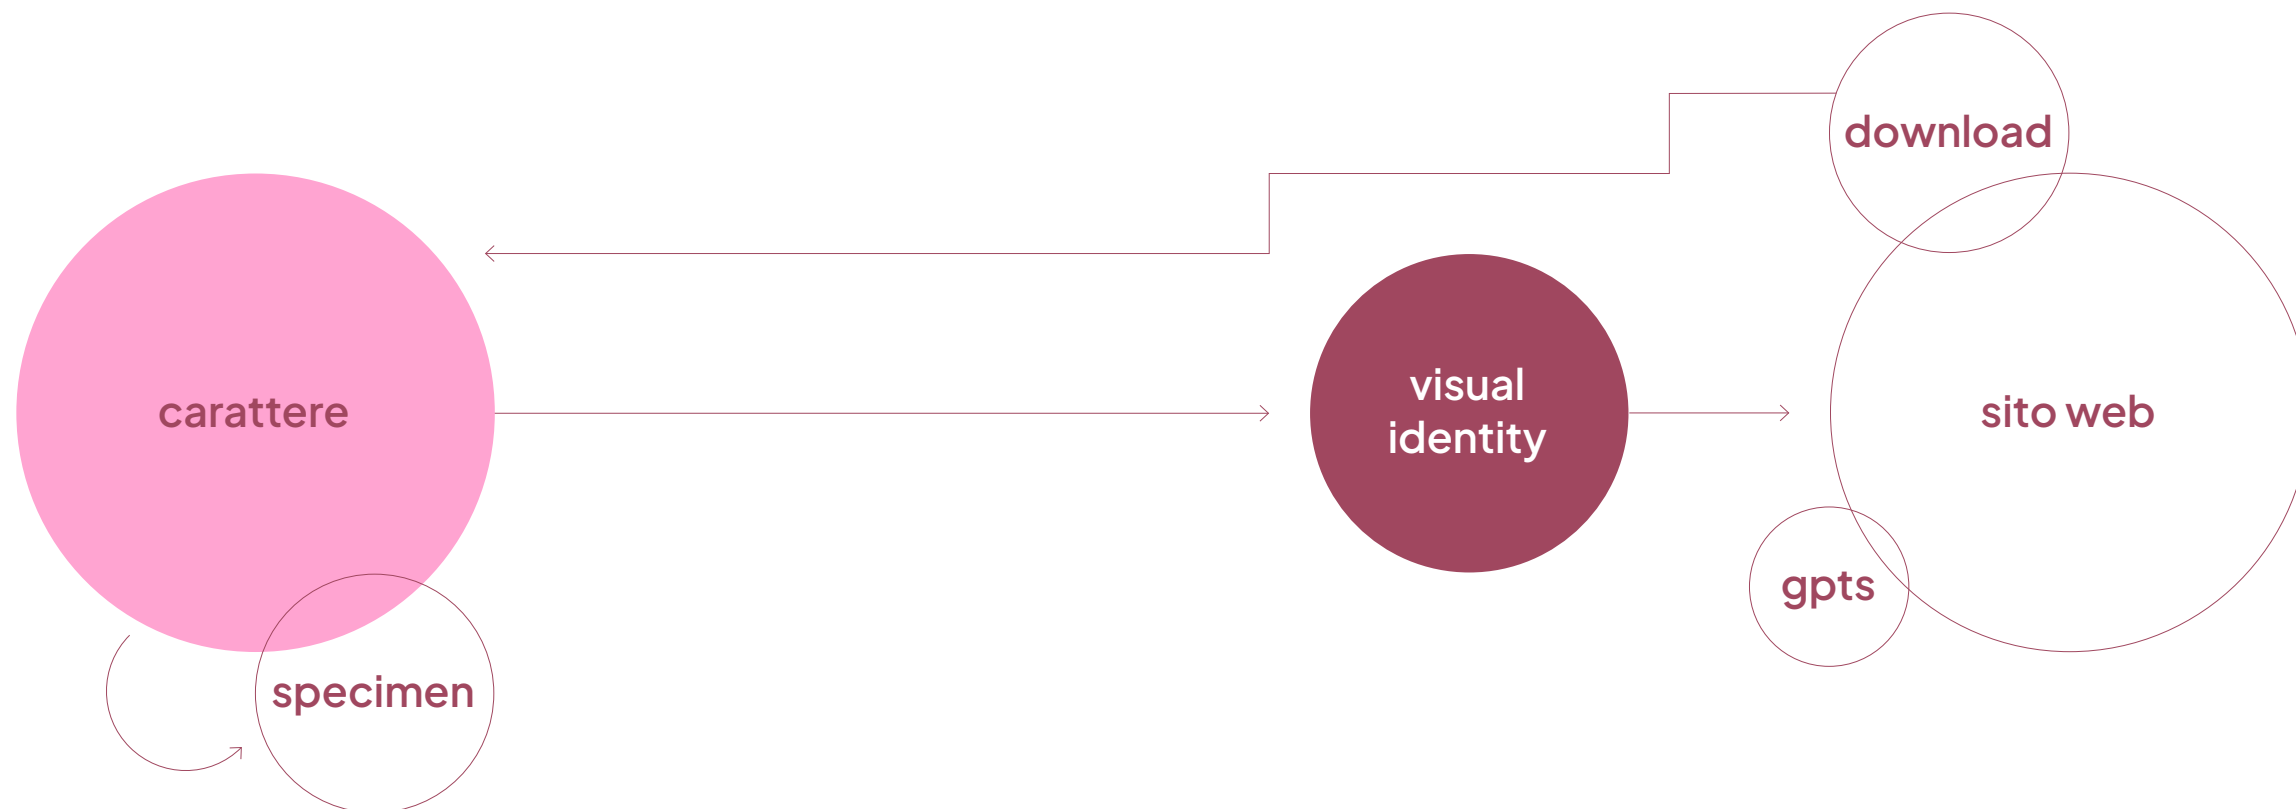 download
carattere
visual
identity
sito web
gpts
specimen